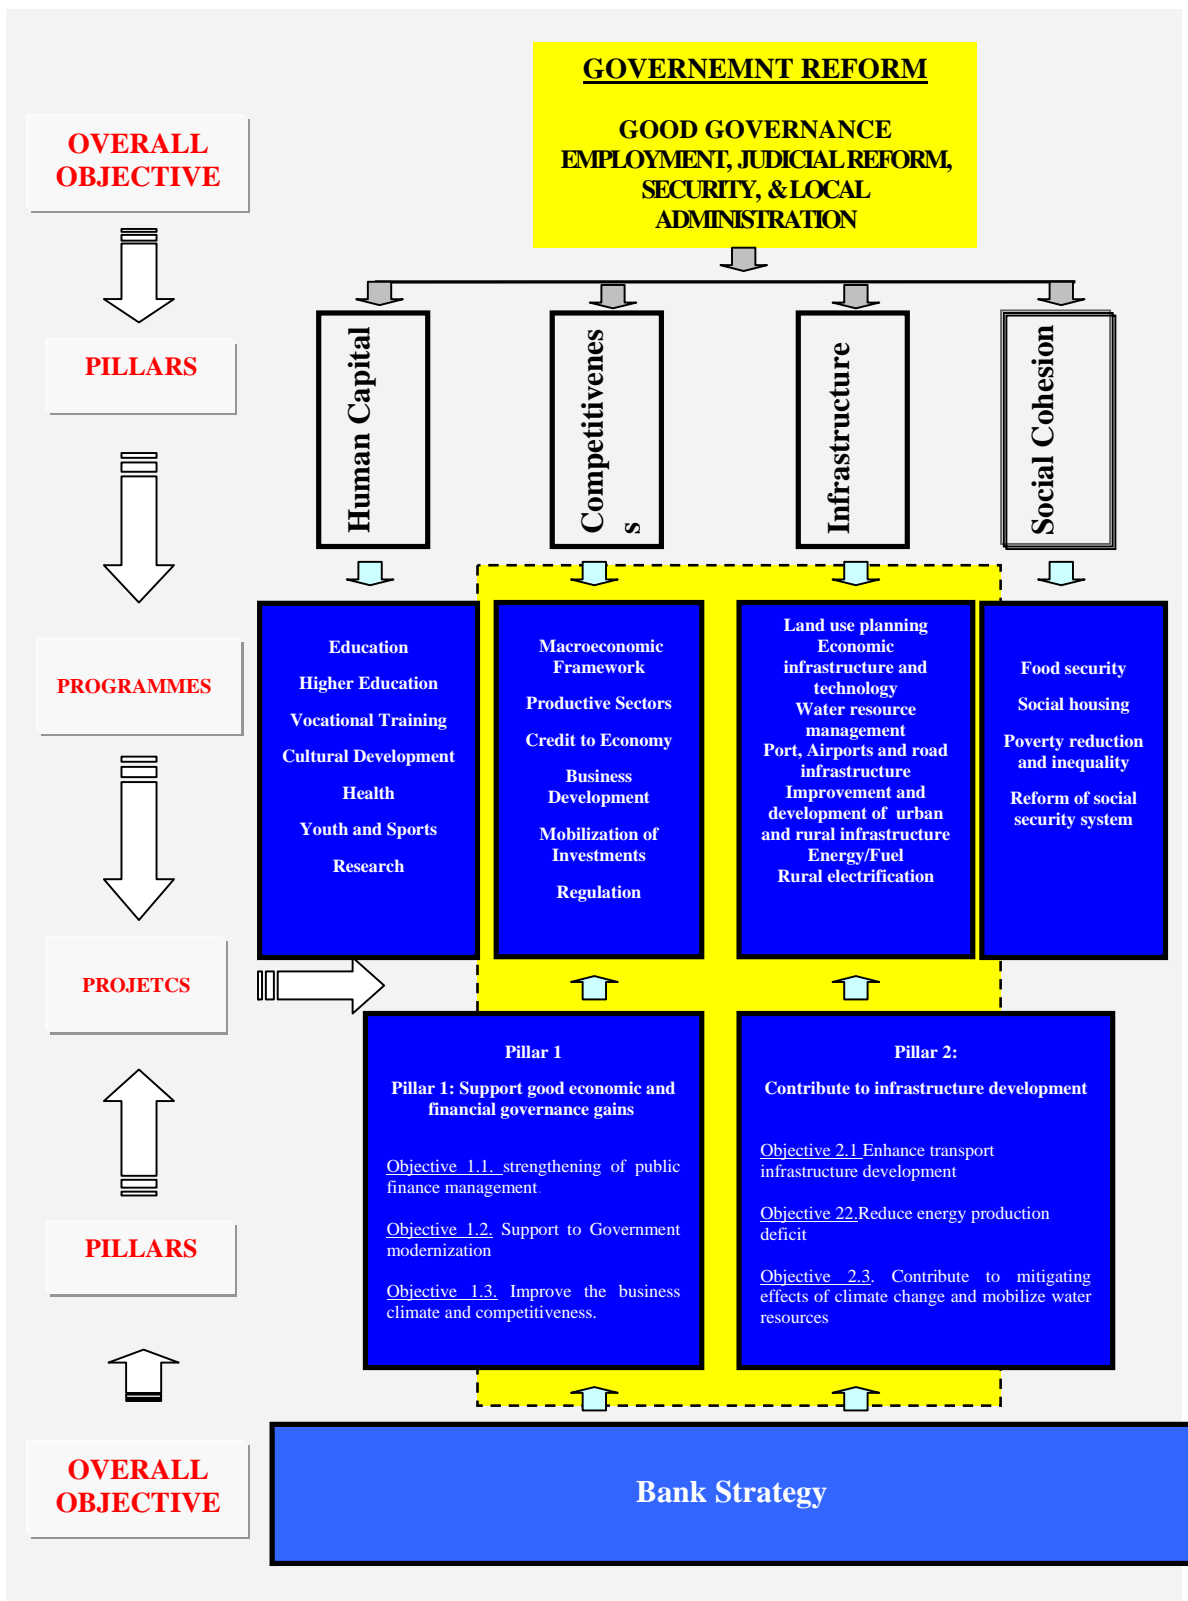 GOVERNEMNT REFORM
GOOD GOVERNANCE
EMPLOYMENT, JUDICIAL REFORM,
SECURITY, & LOCAL
ADMINISTRATION
OVERALL
OBJECTIVE
PILLARS
Human Capital
Competitivenes
s
Infrastructure
Social Cohesion
PROGRAMMES
Education
Higher Education
Vocational Training
Cultural Development
Health
Youth and Sports
Research
Macroeconomic
Framework
Productive Sectors
Credit to Economy
Business
Development
Mobilization of
Investments
Regulation
Land use planning
Economic
infrastructure and
technology
Water resource
management
Port, Airports and road
infrastructure
Improvement and
development of urban
and rural infrastructure
Energy/Fuel
Rural electrification
Food security
Social housing
Poverty reduction
and inequality
Reform of social
security system
PROJETCS
Pillar 1
Pillar 1: Support good economic and
financial governance gains
Objective 1.1. strengthening of public
finance management.
Objective 1.2. Support to Government
modernization
Objective 1.3. Improve the business
climate and competitiveness.
Pillar 2:
Contribute to infrastructure development
Objective 2.1 Enhance transport
infrastructure development
Objective 22.Reduce energy production
deficit
Objective 2.3. Contribute to mitigating
effects of climate change and mobilize water
resources
PILLARS
OVERALL
OBJECTIVE
Bank Strategy